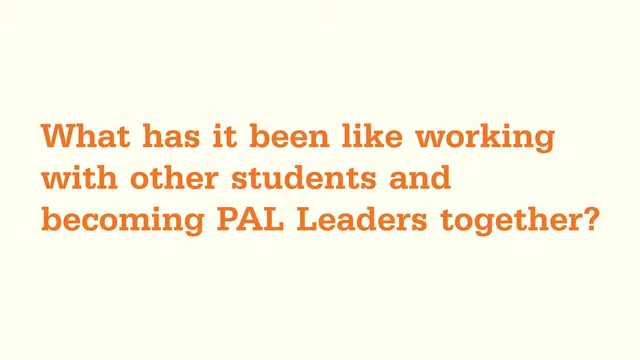 What has it been like working
with other students and
becoming PAL Leaders together?